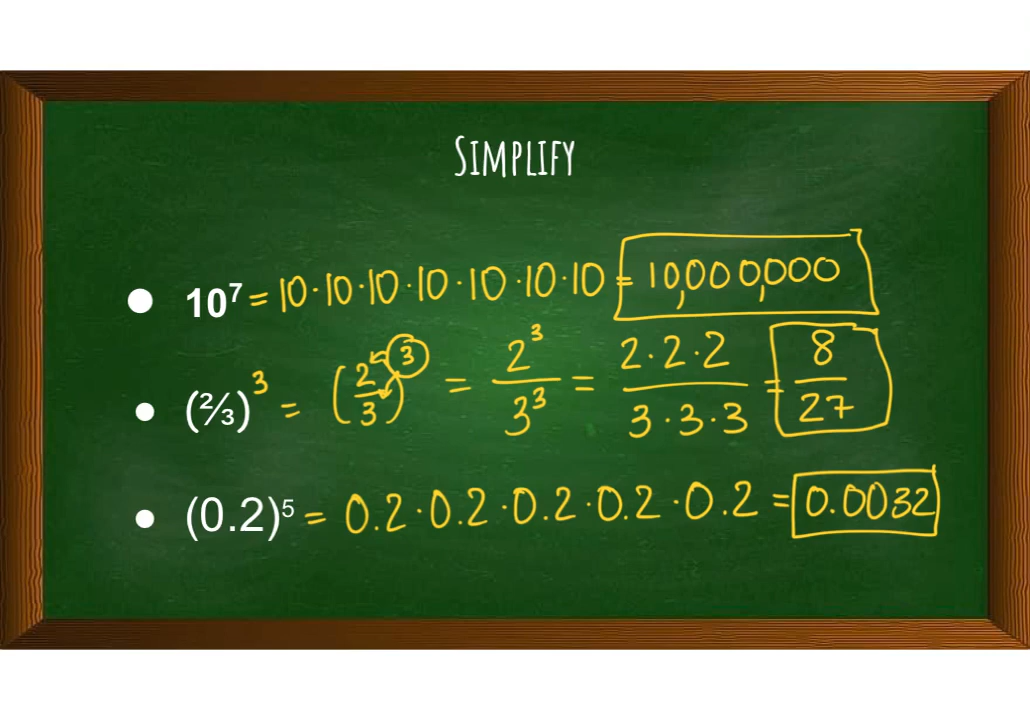 SIMPLIFY
• 10⁷ = 10·10·10·10·10·10·10 = 10,000,000
• (⅔)³ = (2/3)³ = 2³/3³ = 2·2·2/3·3·3 = 8/27
• (0.2)⁵ = 0.2·0.2·0.2·0.2·0.2 = 0.0032